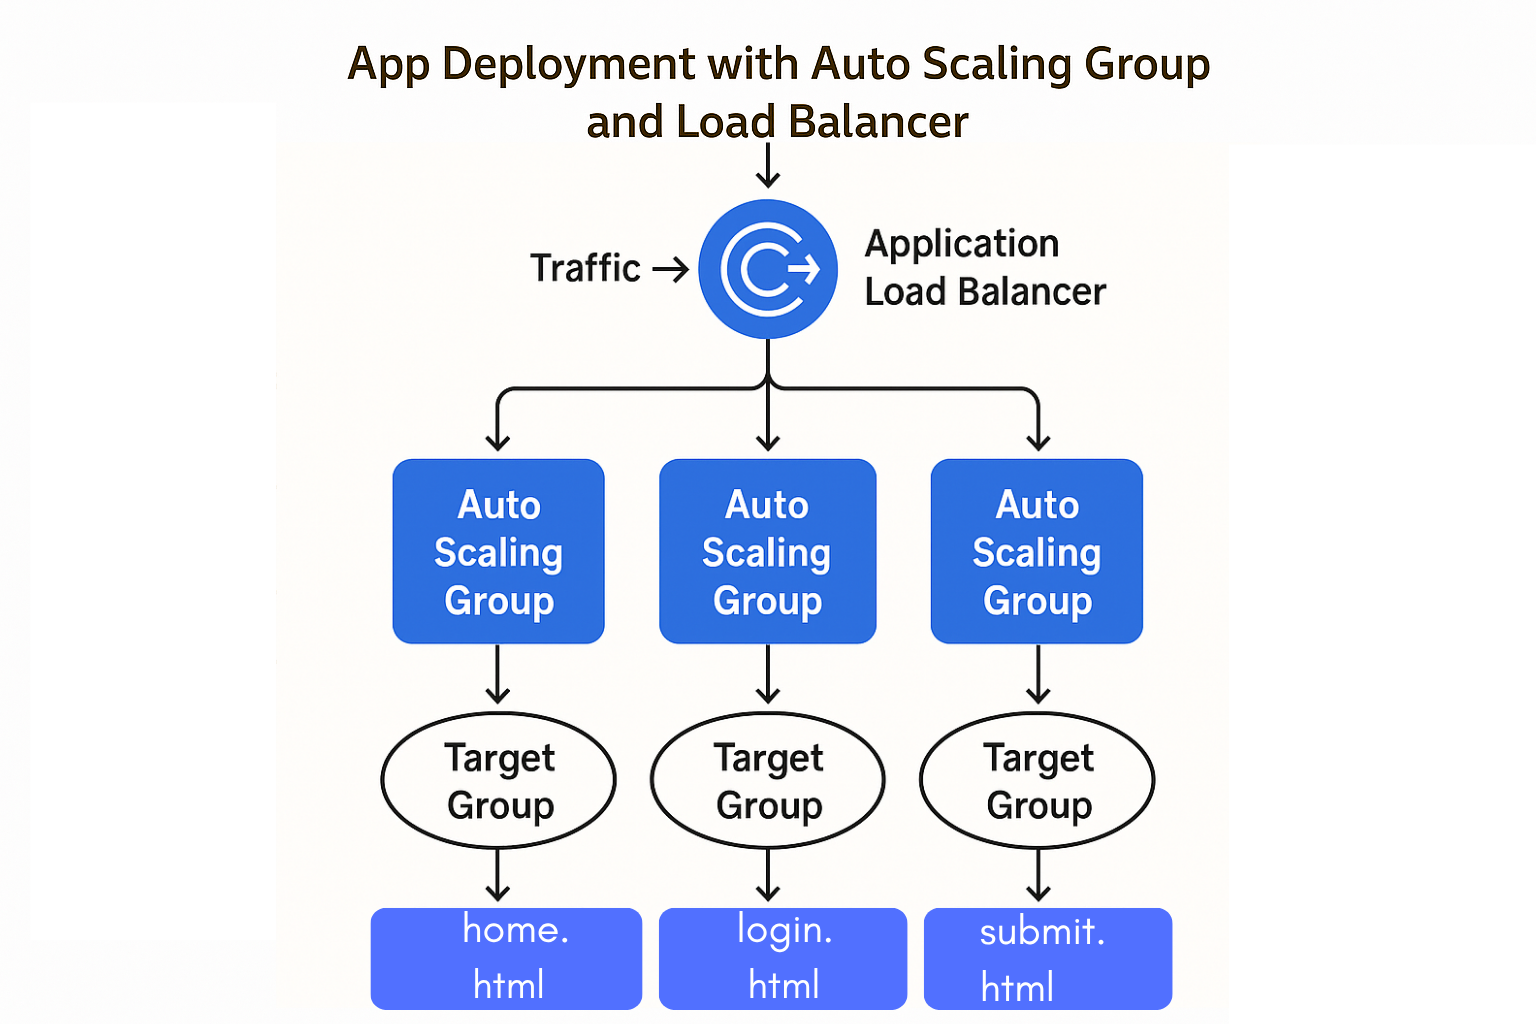 App Deployment with Auto Scaling Group
and Load Balancer
Traffic
Application
Load Balancer
Auto
Scaling
Group
Auto
Scaling
Group
Auto
Scaling
Group
Target
Group
Target
Group
Target
Group
home.
html
login.
html
submit.
html